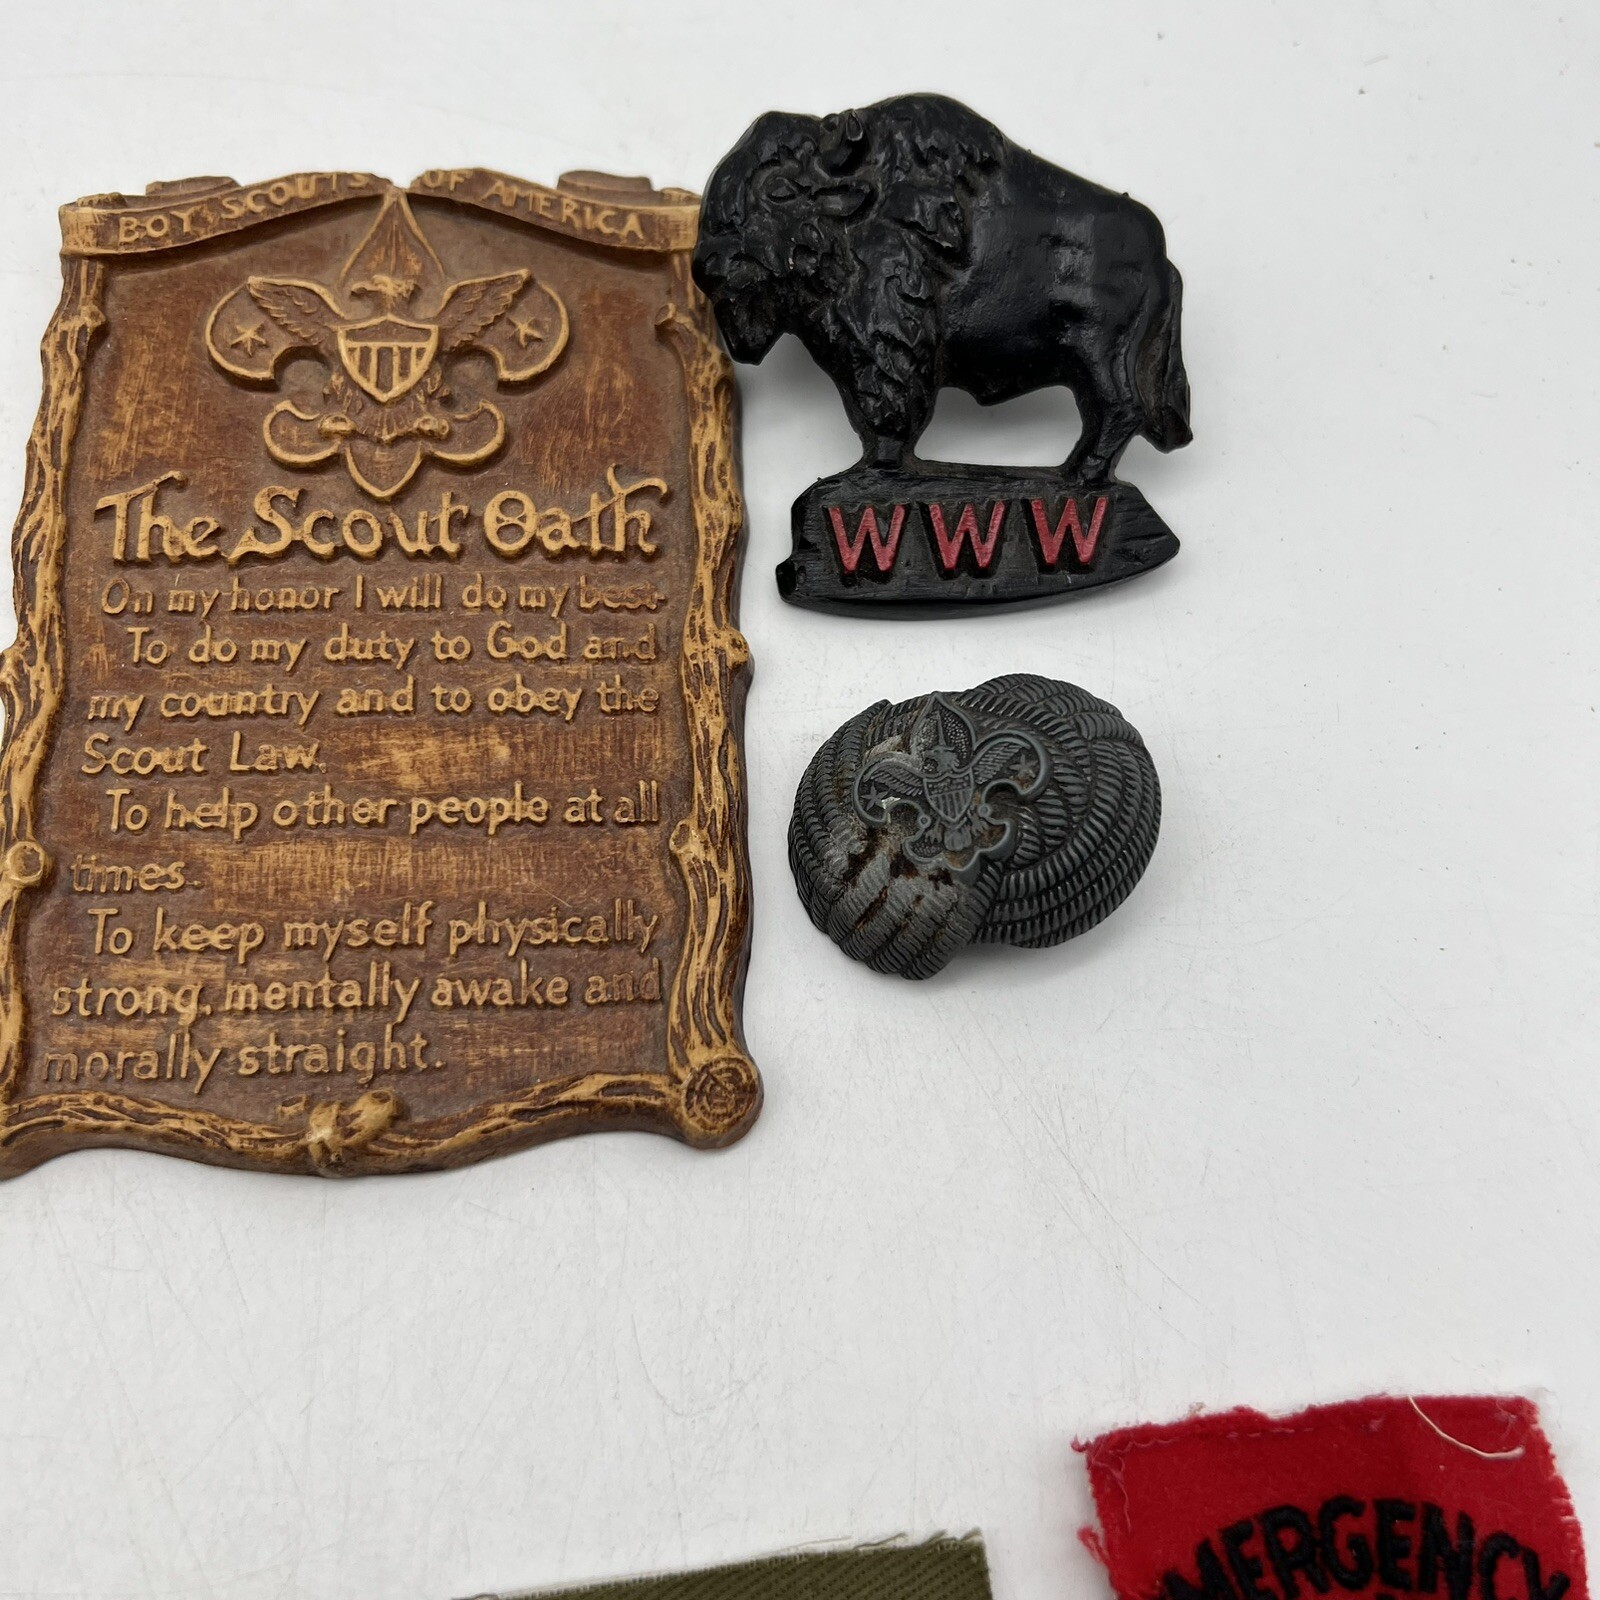 BOY SCOUTS OF AMERICA
The Scout Oath
On my honor I will do my best
To do my duty to God and
my country and to obey the
Scout Law.
To help other people at all
times.
To keep myself physically
strong, mentally awake and
morally straight.
WWW
MERGENCY